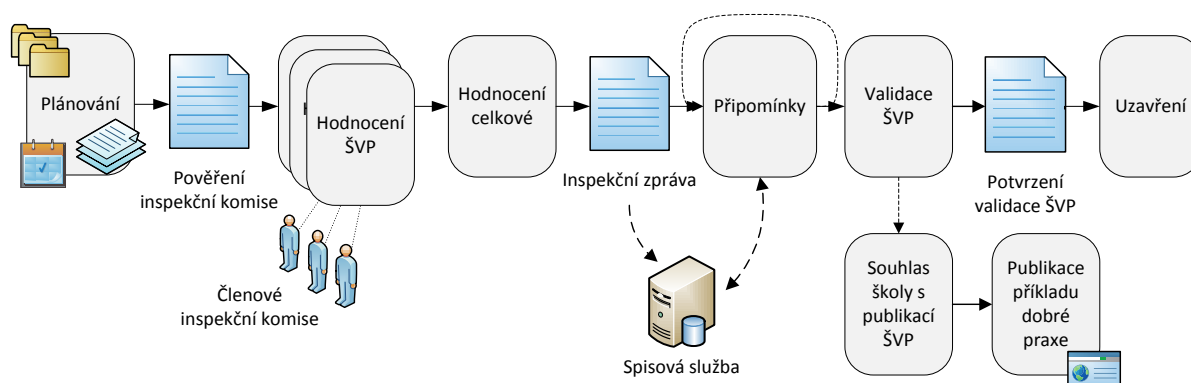 Plánování
Pověření
inspekční komise
Hodnocení
ŠVP
Členové
inspekční komise
Hodnocení
celkové
Inspekční zpráva
Připomínky
Spisová služba
Validace
ŠVP
Potvrzení
validace ŠVP
Uzavření
Souhlas
školy s
publikací
ŠVP
Publikace
příkladu
dobré
praxe